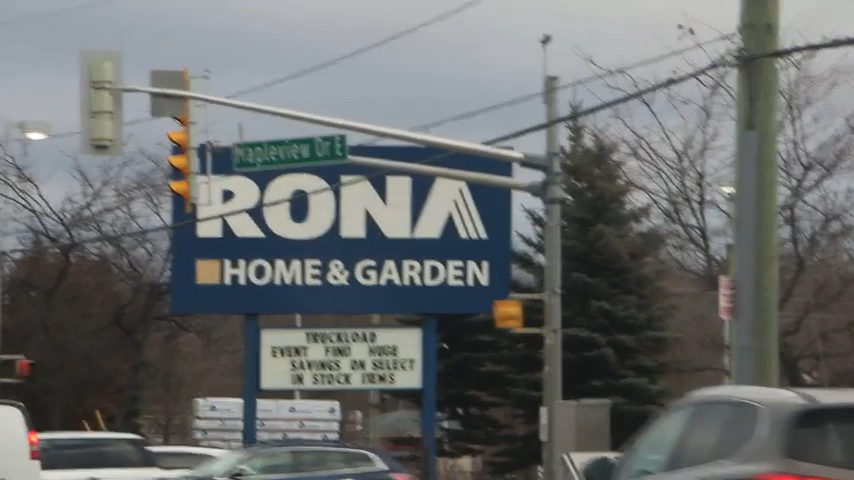 Mapleview Dr E
RONA
HOME & GARDEN
TRUCKLOAD
EVENT FIND HUGE
SAVINGS ON SELECT
IN STOCK ITEMS